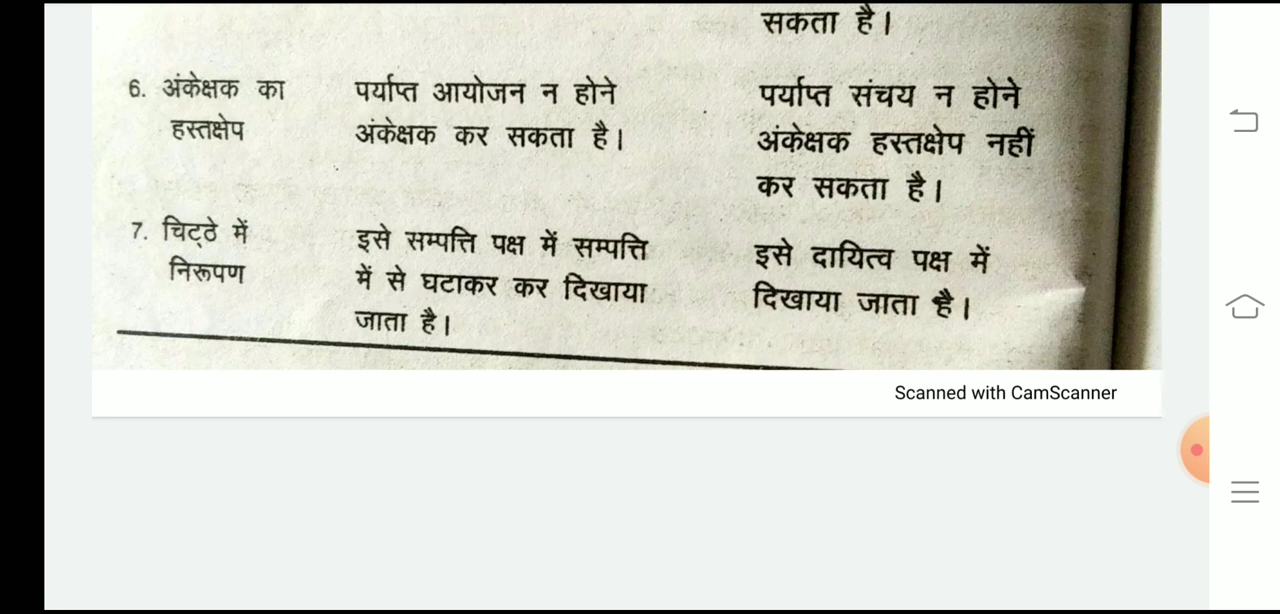 सकता है।
6. अंकेक्षक का पर्याप्त आयोजन न होने पर्याप्त संचय न होने
हस्तक्षेप अंकेक्षक कर सकता है। अंकेक्षक हस्तक्षेप नहीं
कर सकता है।
7. चिट्ठे में इसे सम्पत्ति पक्ष में सम्पत्ति इसे दायित्व पक्ष में
निरूपण में से घटाकर कर दिखाया दिखाया जाता है।
जाता है।
Scanned with CamScanner